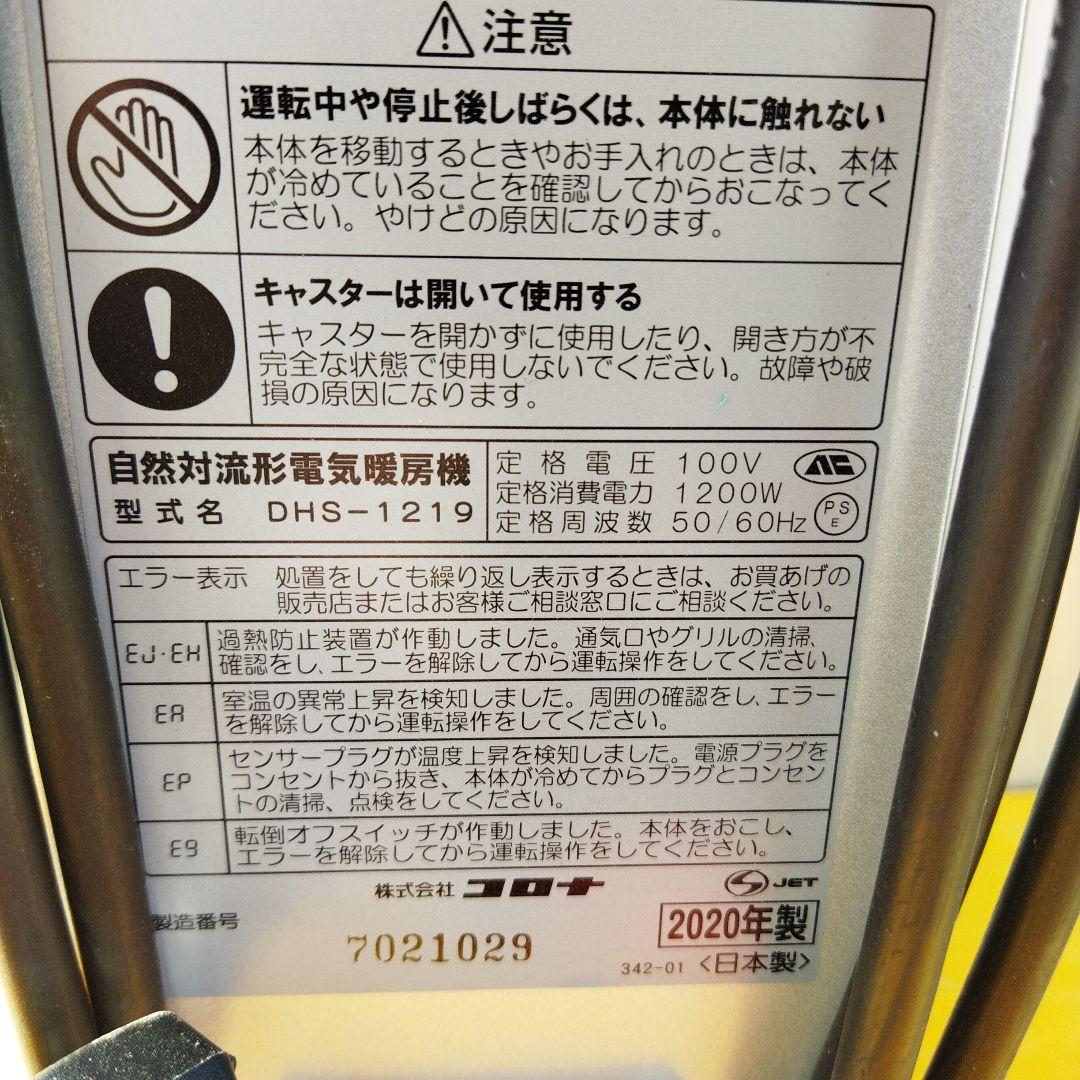 注意
運転中や停止後しばらくは、本体に触れない
本体を移動するときやお手入れのときは、本体
が冷めていることを確認してからおこなってく
ださい。やけどの原因になります。
キャスターは開いて使用する
キャスターを開かずに使用したり、開き方が不
完全な状態で使用しないでください。故障や破
損の原因になります。
自然対流形電気暖房機
型式名 DHS-1219
定格電圧 100V
定格消費電力 1200W
定格周波数 50/60Hz
PS
E
エラー表示 処置をしても繰り返し表示するときは、お買あげの
販売店またはお客様ご相談窓口にご相談ください。
EJ・EH 過熱防止装置が作動しました。通気口やグリルの清掃、
確認をし、エラーを解除してから運転操作をしてください。
EA 室温の異常上昇を検知しました。周囲の確認をし、エラー
を解除してから運転操作をしてください。
EP センサープラグが温度上昇を検知しました。電源プラグを
コンセントから抜き、本体が冷めてからプラグとコンセン
トの清掃、点検をしてください。
E9 転倒オフスイッチが作動しました。本体をおこし、
エラーを解除してから運転操作をしてください。
株式会社 コロナ
JET
製造番号
7021029
2020年製
342-01 <日本製>